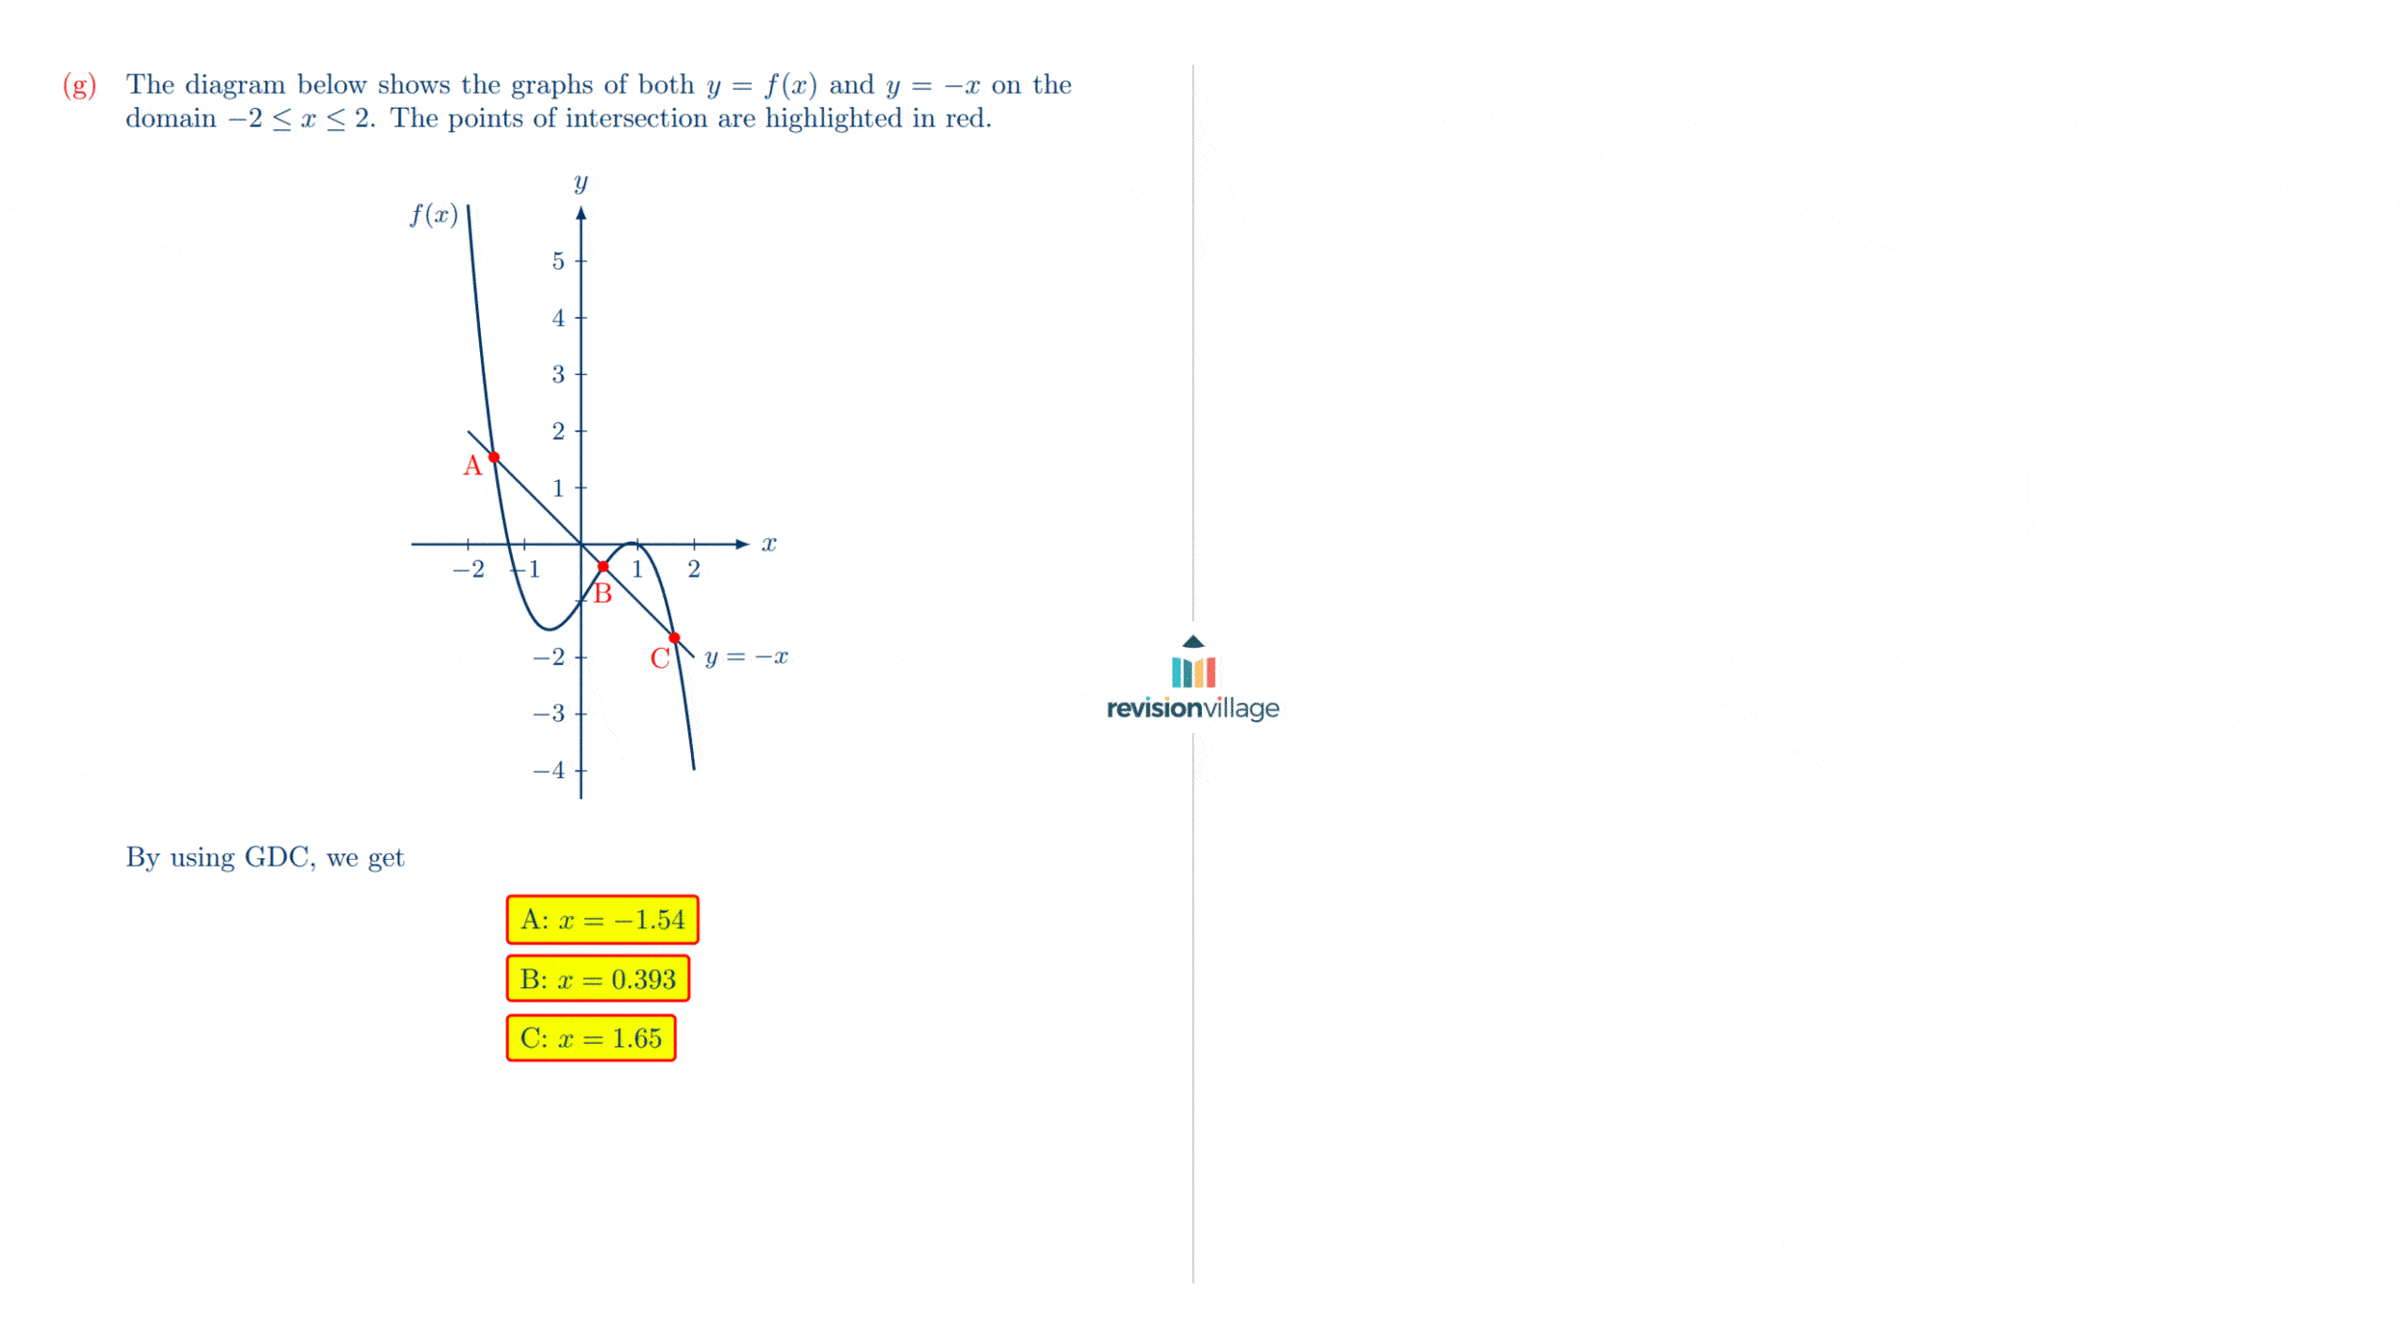 (g) The diagram below shows the graphs of both y = f(x) and y = −x on the
domain −2 ≤ x ≤ 2. The points of intersection are highlighted in red.
y
f(x)
5
4
3
2
A
1
x
−2 −1 1 2
B
−2 C y = −x
−3
−4
revisionvillage
By using GDC, we get
A: x = −1.54
B: x = 0.393
C: x = 1.65